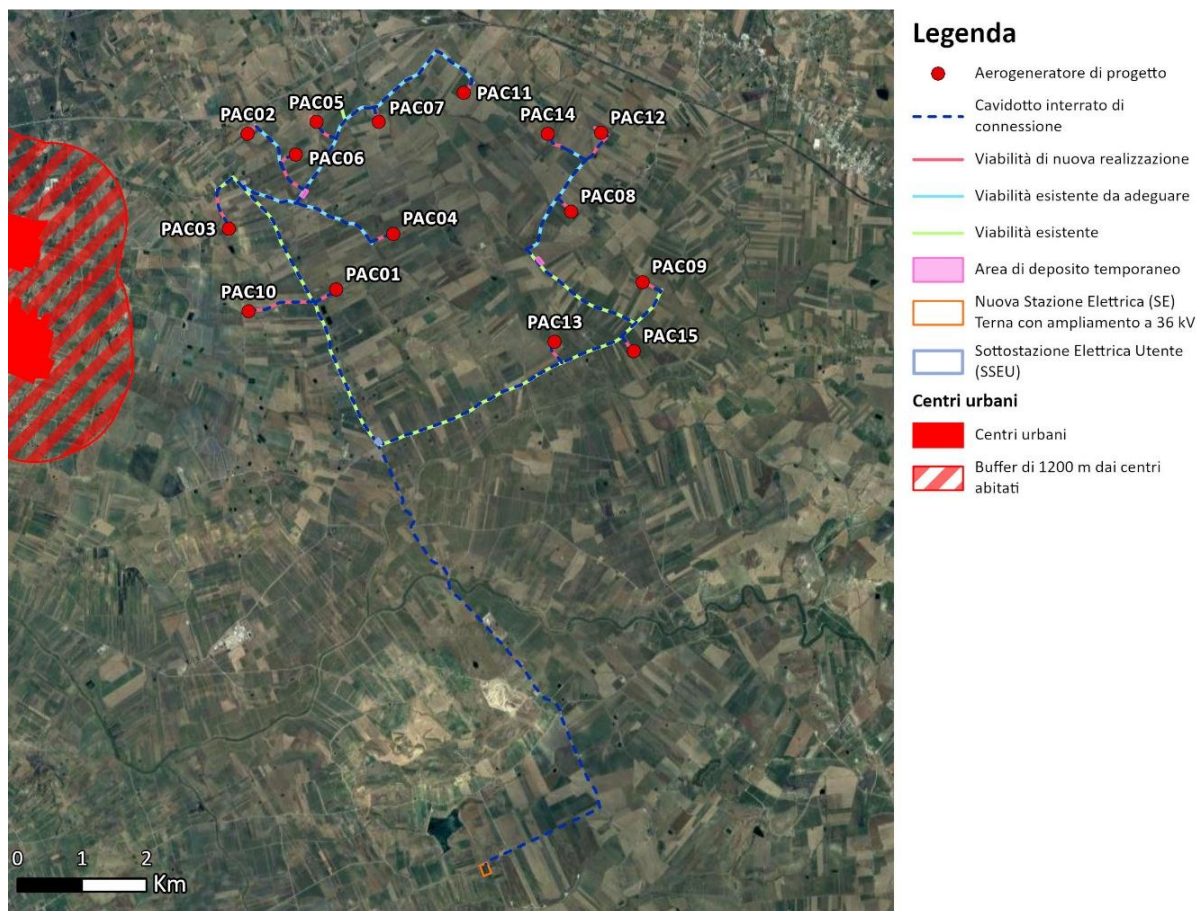 PAC02
PAC05
PAC07
PAC11
PAC14
PAC12
PAC06
PAC08
PAC03
PAC04
PAC10
PAC01
PAC09
PAC13
PAC15
0 1 2
Km
Legenda
Aerogeneratore di progetto
Cavidotto interrato di
connessione
Viabilità di nuova realizzazione
Viabilità esistente da adeguare
Viabilità esistente
Area di deposito temporaneo
Nuova Stazione Elettrica (SE)
Terna con ampliamento a 36 kV
Sottostazione Elettrica Utente
(SSEU)
Centri urbani
Centri urbani
Buffer di 1200 m dai centri
abitati